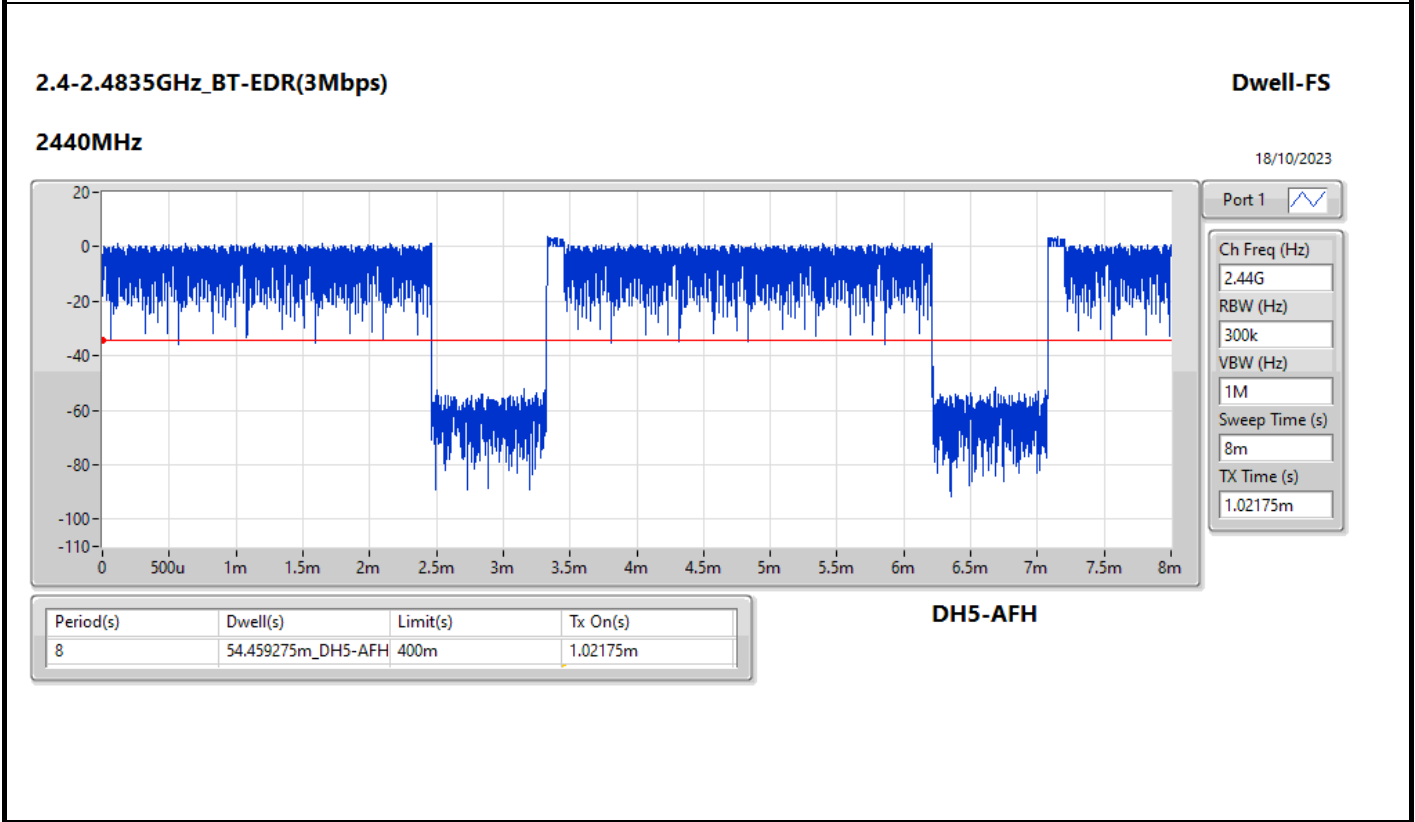 2.4-2.4835GHz_BT-EDR(3Mbps) Dwell-FS
2440MHz
18/10/2023
Port 1
20
0
-20
-40
-60
-80
-100
-110
0 500u 1m 1.5m 2m 2.5m 3m 3.5m 4m 4.5m 5m 5.5m 6m 6.5m 7m 7.5m 8m
Ch Freq (Hz)
2.44G
RBW (Hz)
300k
VBW (Hz)
1M
Sweep Time (s)
8m
TX Time (s)
1.02175m
Period(s) Dwell(s) Limit(s) Tx On(s)
8 54.459275m_DH5-AFH 400m 1.02175m
DH5-AFH